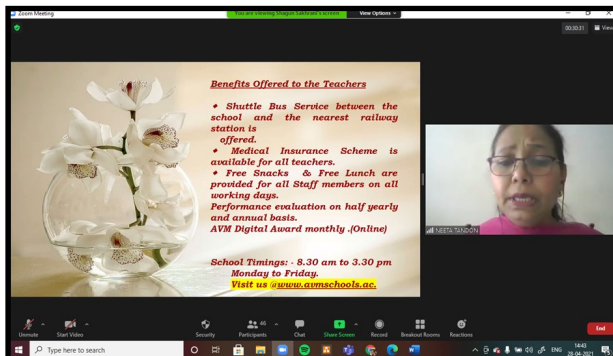 Zoom Meeting
You are viewing Shagun Sakhrani's screen
View Options
00:30:31
View
Benefits Offered to the Teachers
• Shuttle Bus Service between the
school and the nearest railway
station is
offered.
• Medical Insurance Scheme is
available for all teachers.
• Free Snacks & Free Lunch are
provided for all Staff members on all
working days.
Performance evaluation on half yearly
and annual basis.
AVM Digital Award monthly .(Online)
School Timings: - 8.30 am to 3.30 pm
Monday to Friday.
Visit us @www.avmschools.ac.
NEETA TANDON
Unmute
Start Video
Security
Participants
46
Chat
Share Screen
Record
Breakout Rooms
Reactions
End
Type here to search
ENG
14:43
28-04-2021